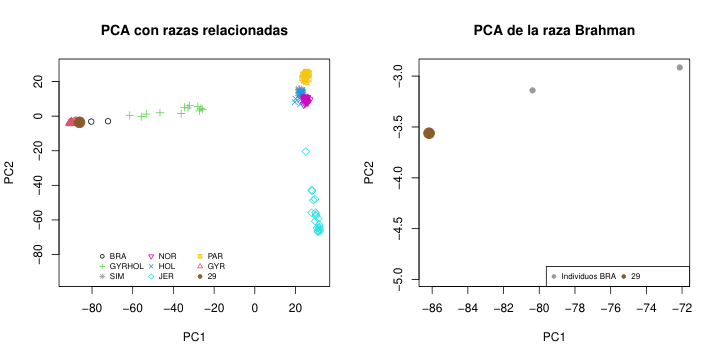 PCA con razas relacionadas
20
0
−20
−40
−60
−80
PC2
BRA NOR PAR
GYRHOL HOL GYR
SIM JER 29
−80 −60 −40 −20 0 20
PC1
PCA de la raza Brahman
−3.0
−3.5
−4.0
−4.5
−5.0
PC2
Individuos BRA 29
−86 −84 −82 −80 −78 −76 −74 −72
PC1